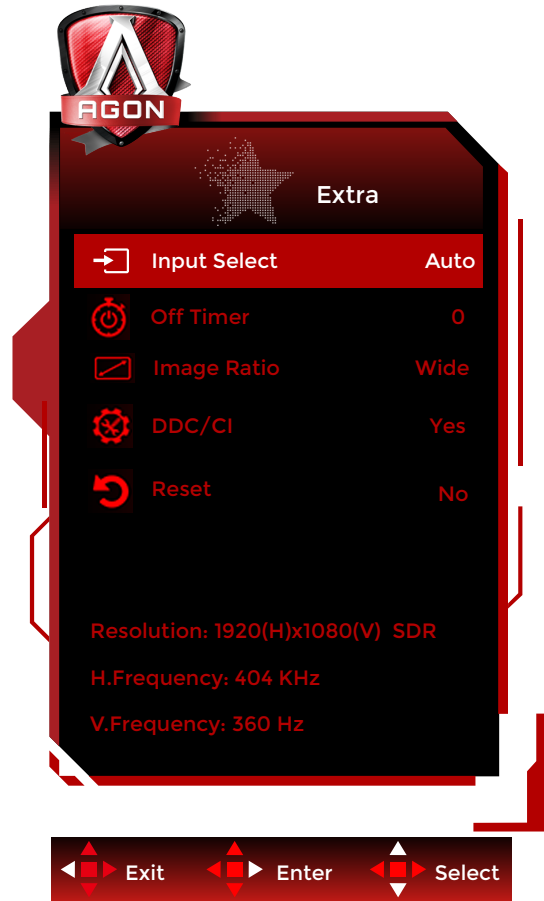 AGON
Extra
Input Select Auto
Off Timer 0
Image Ratio Wide
DDC/CI Yes
Reset No
Resolution: 1920(H)x1080(V) SDR
H.Frequency: 404 KHz
V.Frequency: 360 Hz
Exit Enter Select